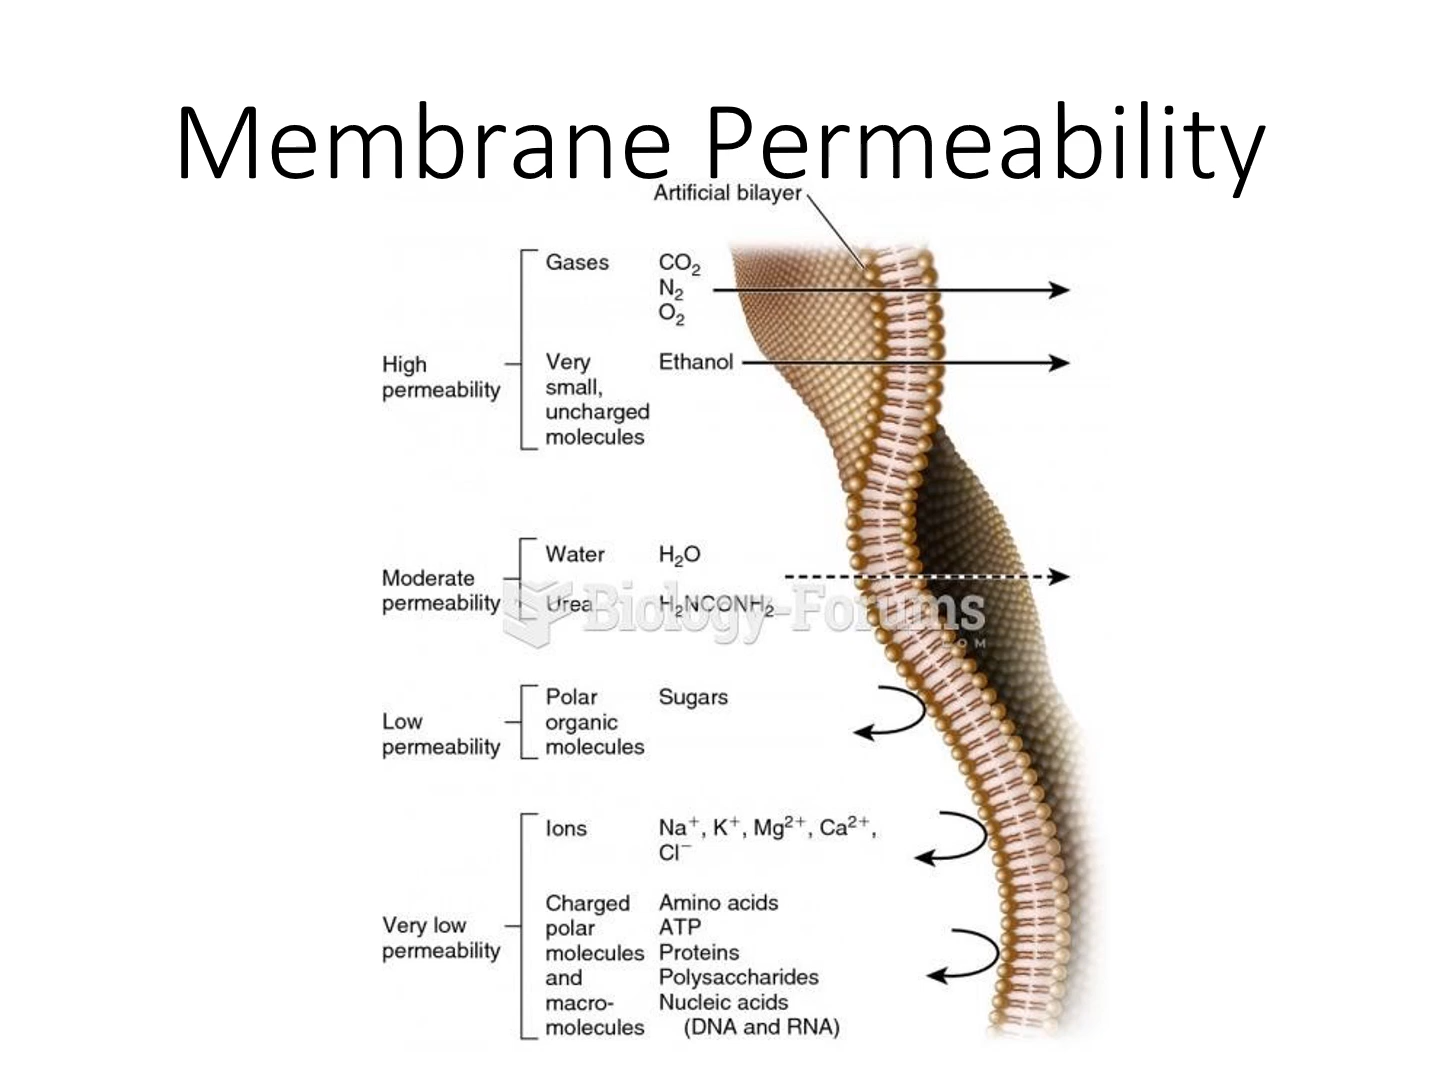 Membrane Permeability
Artificial bilayer
High
permeability
Gases
CO₂
N₂
O₂
Very
small,
uncharged
molecules
Ethanol
Moderate
permeability
Water
H₂O
Urea
H₂NCONH₂
Biology-Forums
.COM
Low
permeability
Polar
organic
molecules
Sugars
Very low
permeability
Ions
Na⁺, K⁺, Mg²⁺, Ca²⁺,
Cl⁻
Charged
polar
molecules
and
macro-
molecules
Amino acids
ATP
Proteins
Polysaccharides
Nucleic acids
(DNA and RNA)